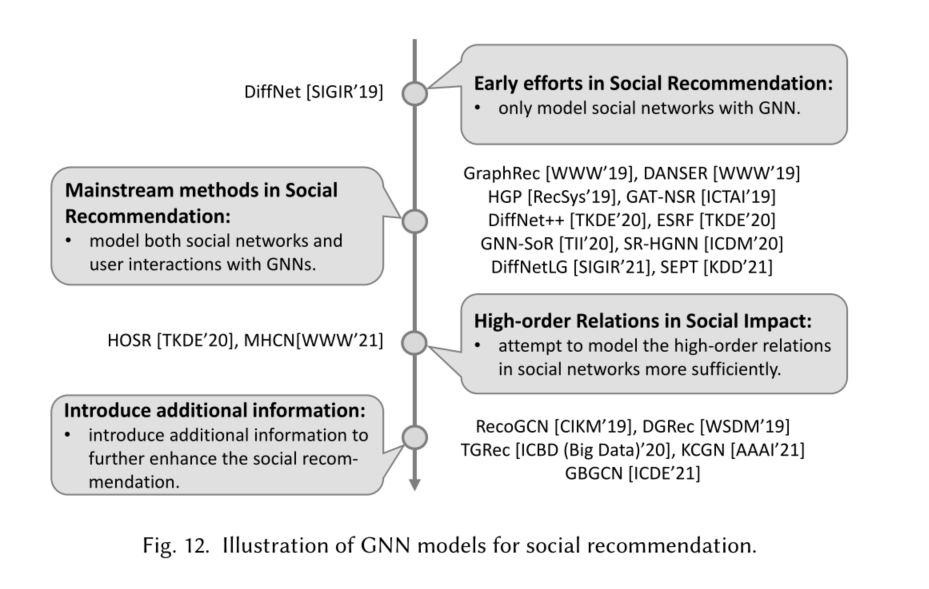 DiffNet [SIGIR’19]
Early efforts in Social Recommendation:
• only model social networks with GNN.
Mainstream methods in Social
Recommendation:
• model both social networks and
user interactions with GNNs.
GraphRec [WWW’19], DANSER [WWW’19]
HGP [RecSys’19], GAT-NSR [ICTAI’19]
DiffNet++ [TKDE’20], ESRF [TKDE’20]
GNN-SoR [TII’20], SR-HGNN [ICDM’20]
DiffNetLG [SIGIR’21], SEPT [KDD’21]
HOSR [TKDE’20], MHCN[WWW’21]
High-order Relations in Social Impact:
• attempt to model the high-order relations
in social networks more sufficiently.
Introduce additional information:
• introduce additional information to
further enhance the social recom-
mendation.
RecoGCN [CIKM’19], DGRec [WSDM’19]
TGRec [ICBD (Big Data)’20], KCGN [AAAI’21]
GBGCN [ICDE’21]
Fig. 12. Illustration of GNN models for social recommendation.